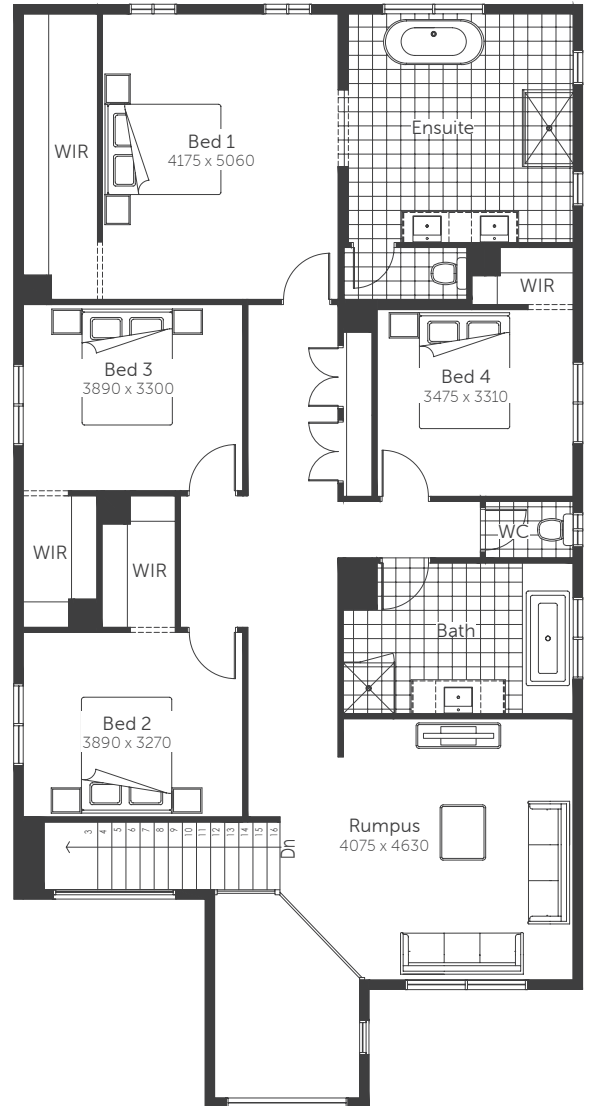 Ensuite
Bed 1
4175 x 5060
WIR
WIR
Bed 3
3890 x 3300
Bed 4
3475 x 3310
WC
WIR
WIR
Bath
Bed 2
3890 x 3270
Rumpus
4075 x 4630
3 4 5 6 7 8 9 10 11 12 13 14 15 16
Dn